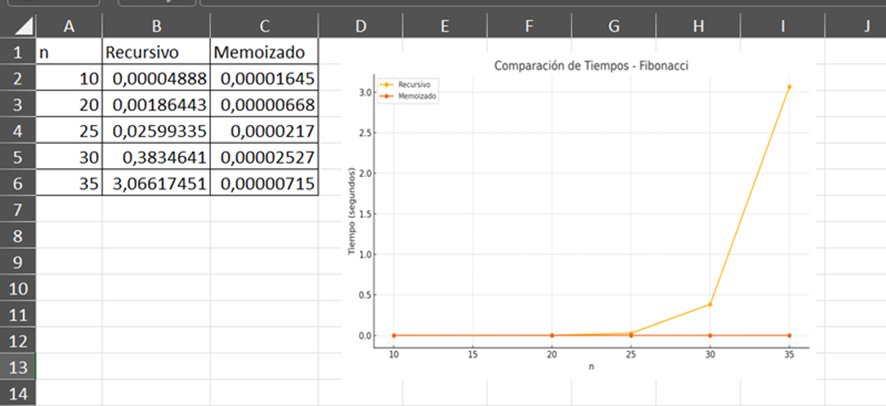 A B C D E F G H I J
1 n Recursivo Memoizado
2 10 0,00004888 0,00001645
3 20 0,00186443 0,00000668
4 25 0,02599335 0,0000217
5 30 0,3834641 0,00002527
6 35 3,06617451 0,00000715
7
8
9
10
11
12
13
14
Comparación de Tiempos - Fibonacci
Recursivo
Memoizado
Tiempo (segundos)
3.0
2.5
2.0
1.5
1.0
0.5
0.0
10 15 20 25 30 35
n